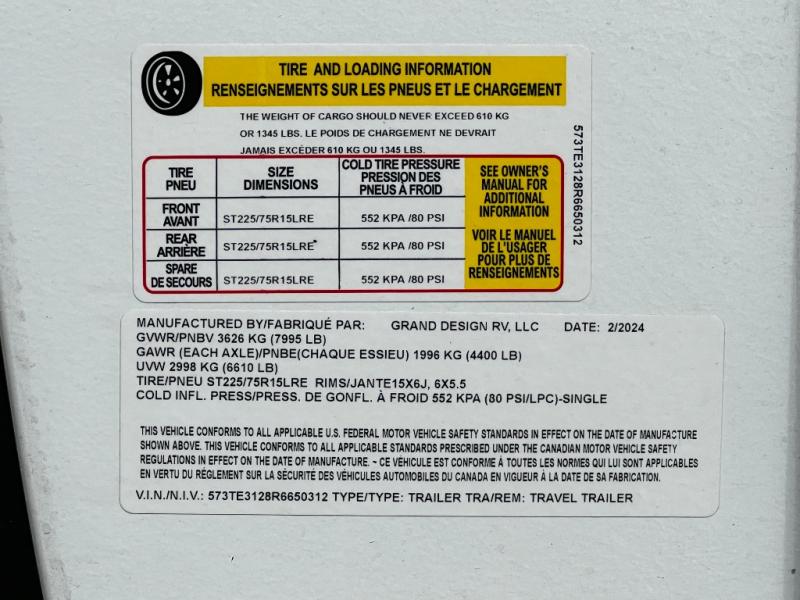 TIRE AND LOADING INFORMATION
RENSEIGNEMENTS SUR LES PNEUS ET LE CHARGEMENT
THE WEIGHT OF CARGO SHOULD NEVER EXCEED 610 KG
OR 1345 LBS. LE POIDS DE CHARGEMENT NE DEVRAIT
JAMAIS EXCÉDER 610 KG OU 1345 LBS.
TIRE PNEU
SIZE DIMENSIONS
COLD TIRE PRESSURE PRESSION DES PNEUS À FROID
FRONT AVANT ST225/75R15LRE 552 KPA /80 PSI
REAR ARRIÈRE ST225/75R15LRE 552 KPA /80 PSI
SPARE DE SECOURS ST225/75R15LRE 552 KPA /80 PSI
SEE OWNER'S
MANUAL FOR
ADDITIONAL
INFORMATION
VOIR LE MANUEL
DE L'USAGER
POUR PLUS DE
RENSEIGNEMENTS
573TE3128R6650312
MANUFACTURED BY/FABRIQUÉ PAR: GRAND DESIGN RV, LLC DATE: 2/2024
GVWR/PNBV 3626 KG (7995 LB)
GAWR (EACH AXLE)/PNBE(CHAQUE ESSIEU) 1996 KG (4400 LB)
UVW 2998 KG (6610 LB)
TIRE/PNEU ST225/75R15LRE RIMS/JANTE15X6J, 6X5.5
COLD INFL. PRESS/PRESS. DE GONFL. À FROID 552 KPA (80 PSI/LPC)-SINGLE
THIS VEHICLE CONFORMS TO ALL APPLICABLE U.S. FEDERAL MOTOR VEHICLE SAFETY STANDARDS IN EFFECT ON THE DATE OF MANUFACTURE
SHOWN ABOVE. THIS VEHICLE CONFORMS TO ALL APPLICABLE STANDARDS PRESCRIBED UNDER THE CANADIAN MOTOR VEHICLE SAFETY
REGULATIONS IN EFFECT ON THE DATE OF MANUFACTURE. ~ CE VÉHICULE EST CONFORME À TOUTES LES NORMES QUI LUI SONT APPLICABLES
EN VERTU DU RÉGLEMENT SUR LA SÉCURITÉ DES VÉHICULES AUTOMOBILES DU CANADA EN VIGUEUR À LA DATE DE SA FABRICATION.
V.I.N./N.I.V.: 573TE3128R6650312 TYPE/TYPE: TRAILER TRA/REM: TRAVEL TRAILER